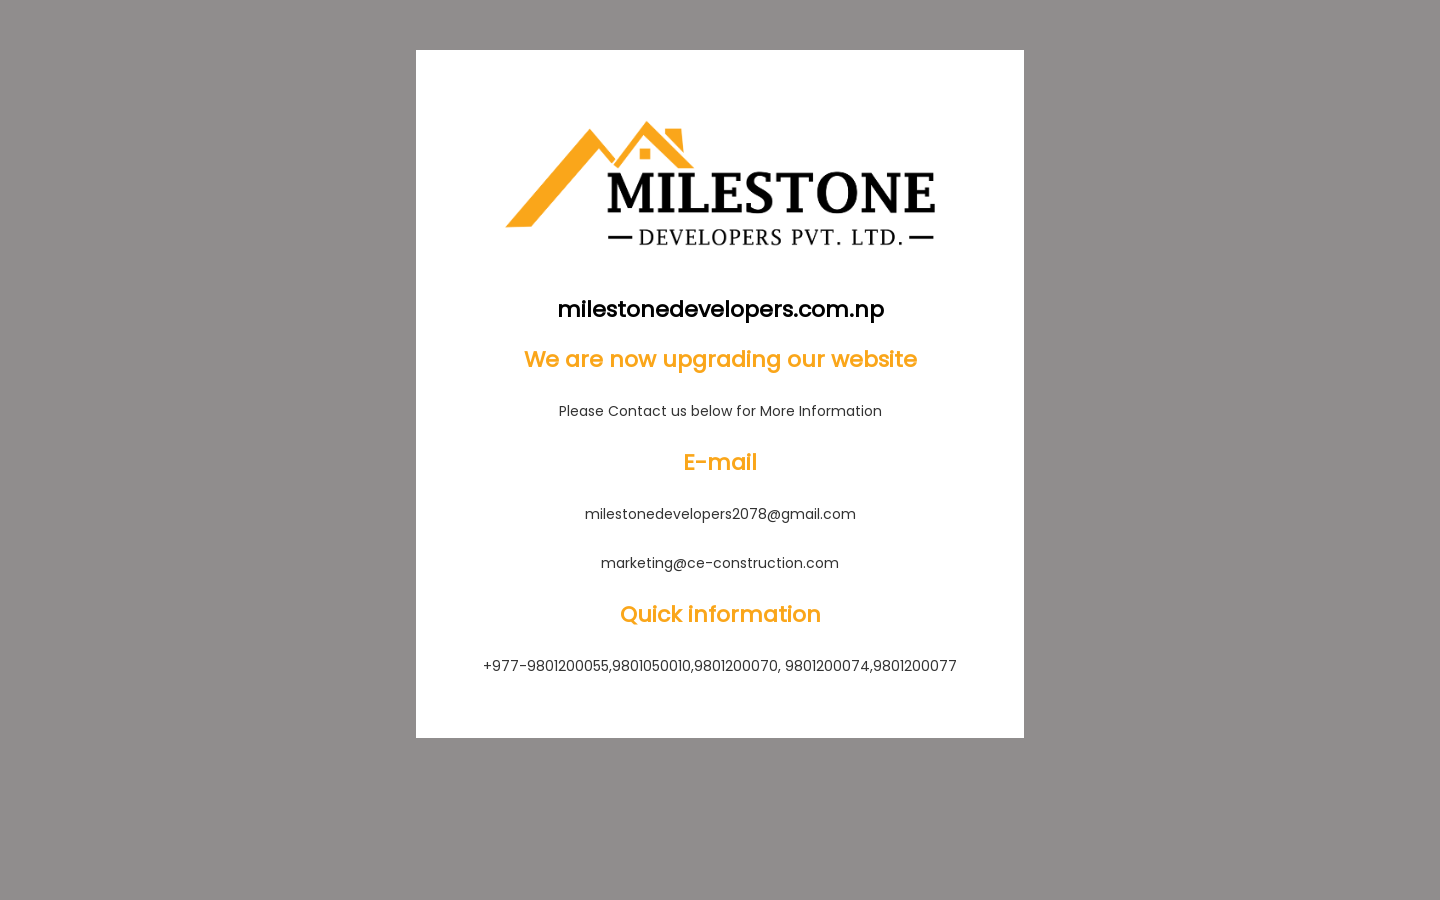 MILESTONE
DEVELOPERS PVT. LTD.
milestonedevelopers.com.np
We are now upgrading our website
Please Contact us below for More Information
E-mail
milestonedevelopers2078@gmail.com
marketing@ce-construction.com
Quick information
+977-9801200055,9801050010,9801200070, 9801200074,9801200077